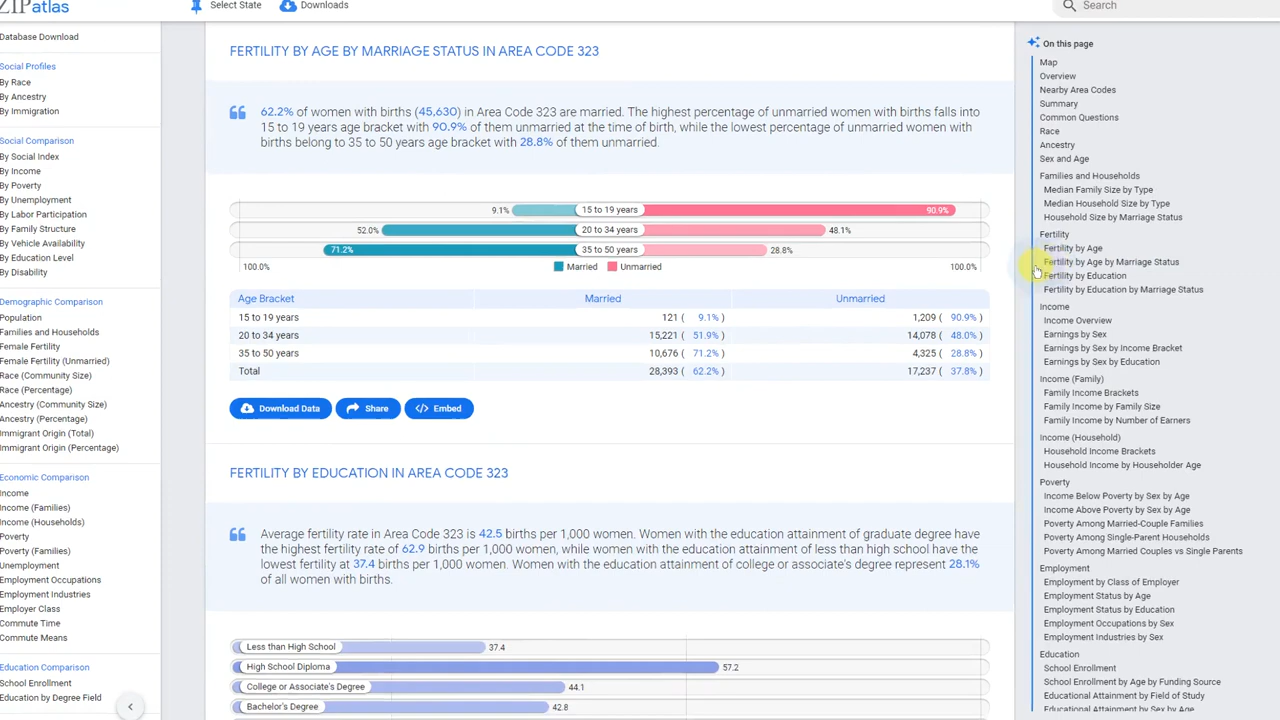 ZIPatlas
Select State
Downloads
Search
Database Download
Social Profiles
By Race
By Ancestry
By Immigration
Social Comparison
By Social Index
By Income
By Poverty
By Unemployment
By Labor Participation
By Family Structure
By Vehicle Availability
By Education Level
By Disability
Demographic Comparison
Population
Families and Households
Female Fertility
Female Fertility (Unmarried)
Race (Community Size)
Race (Percentage)
Ancestry (Community Size)
Ancestry (Percentage)
Immigrant Origin (Total)
Immigrant Origin (Percentage)
Economic Comparison
Income
Income (Families)
Income (Households)
Poverty
Poverty (Families)
Unemployment
Employment Occupations
Employment Industries
Employer Class
Commute Time
Commute Means
Education Comparison
School Enrollment
Education by Degree Field
FERTILITY BY AGE BY MARRIAGE STATUS IN AREA CODE 323
62.2% of women with births (45,630) in Area Code 323 are married. The highest percentage of unmarried women with births falls into
15 to 19 years age bracket with 90.9% of them unmarried at the time of birth, while the lowest percentage of unmarried women with
births belong to 35 to 50 years age bracket with 28.8% of them unmarried.
9.1% 15 to 19 years 90.9%
52.0% 20 to 34 years 48.1%
71.2% 35 to 50 years 28.8%
100.0% Married Unmarried 100.0%
Age Bracket Married Unmarried
15 to 19 years 121 ( 9.1% ) 1,209 ( 90.9% )
20 to 34 years 15,221 ( 51.9% ) 14,078 ( 48.0% )
35 to 50 years 10,676 ( 71.2% ) 4,325 ( 28.8% )
Total 28,393 ( 62.2% ) 17,237 ( 37.8% )
Download Data Share </> Embed
FERTILITY BY EDUCATION IN AREA CODE 323
Average fertility rate in Area Code 323 is 42.5 births per 1,000 women. Women with the education attainment of graduate degree have
the highest fertility rate of 62.9 births per 1,000 women, while women with the education attainment of less than high school have the
lowest fertility at 37.4 births per 1,000 women. Women with the education attainment of college or associate's degree represent 28.1%
of all women with births.
Less than High School 37.4
High School Diploma 57.2
College or Associate's Degree 44.1
Bachelor's Degree 42.8
On this page
Map
Overview
Nearby Area Codes
Summary
Common Questions
Race
Ancestry
Sex and Age
Families and Households
Median Family Size by Type
Median Household Size by Type
Household Size by Marriage Status
Fertility
Fertility by Age
Fertility by Age by Marriage Status
Fertility by Education
Fertility by Education by Marriage Status
Income
Income Overview
Earnings by Sex
Earnings by Sex by Income Bracket
Earnings by Sex by Education
Income (Family)
Family Income Brackets
Family Income by Family Size
Family Income by Number of Earners
Income (Household)
Household Income Brackets
Household Income by Householder Age
Poverty
Income Below Poverty by Sex by Age
Income Above Poverty by Sex by Age
Poverty Among Married-Couple Families
Poverty Among Single-Parent Households
Poverty Among Married Couples vs Single Parents
Employment
Employment by Class of Employer
Employment Status by Age
Employment Status by Education
Employment Occupations by Sex
Employment Industries by Sex
Education
School Enrollment
School Enrollment by Age by Funding Source
Educational Attainment by Field of Study
Educational Attainment by Sex by Age